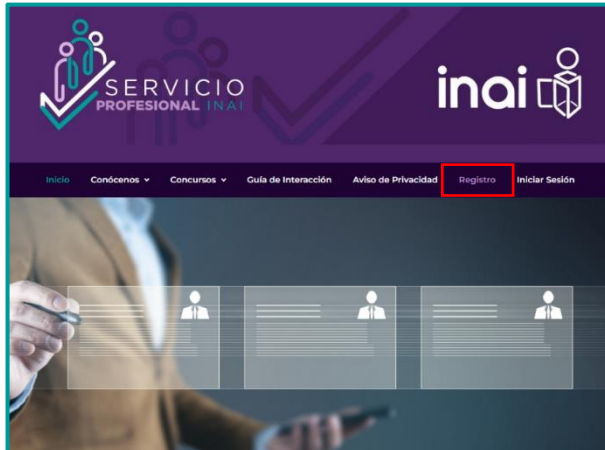 SERVICIO
PROFESIONAL INAI
inai
Inicio Conócenos Concursos Guía de Interacción Aviso de Privacidad Registro Iniciar Sesión